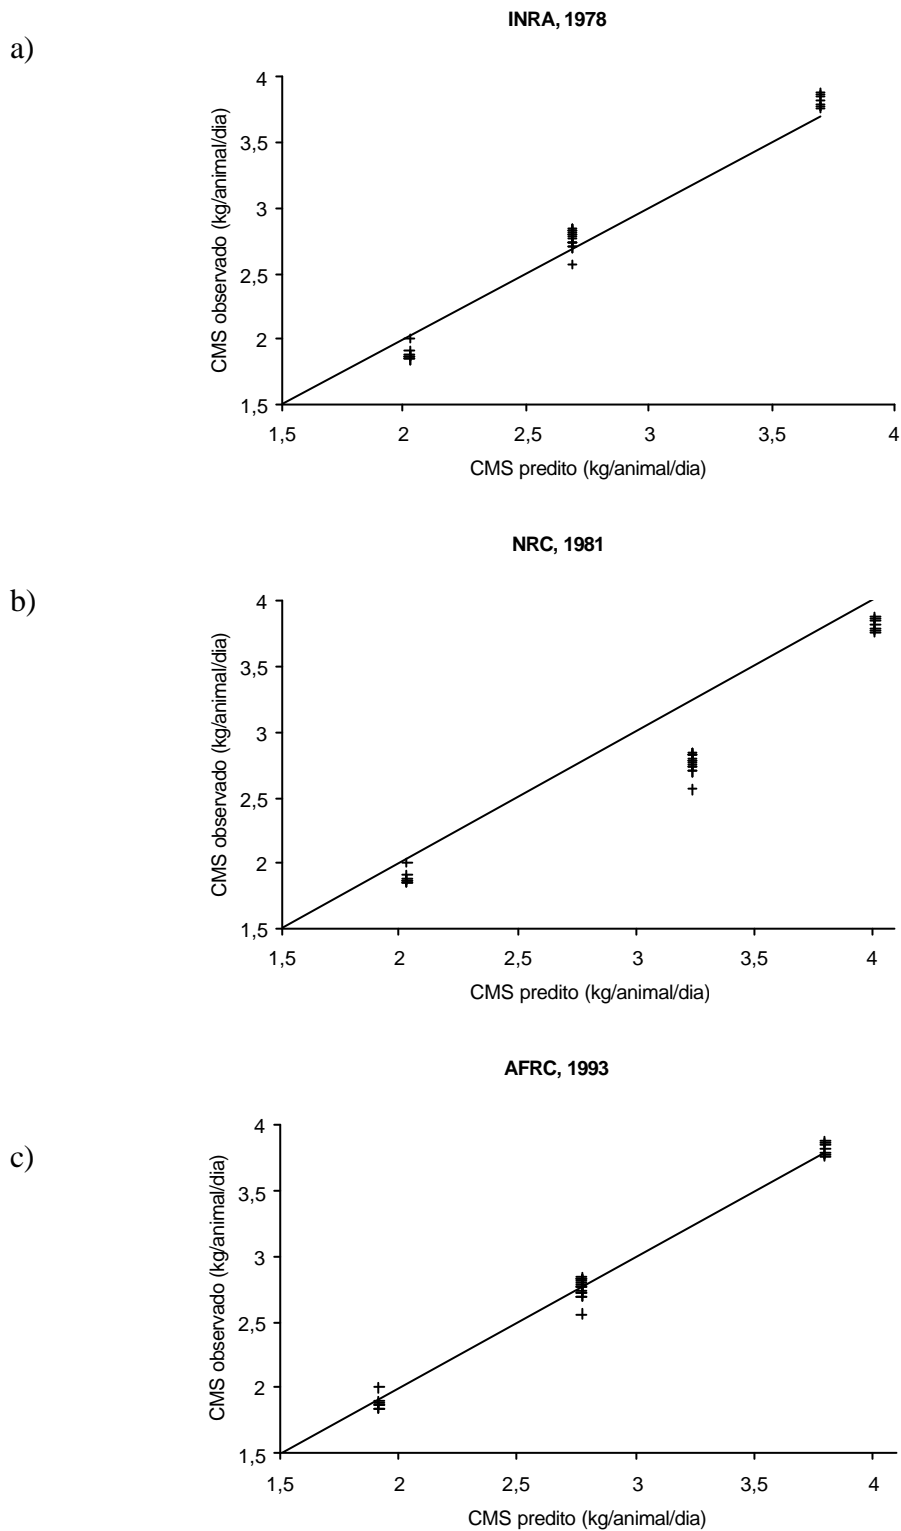 INRA, 1978
a)
4
3,5
3
2,5
2
1,5
CMS observado (kg/animal/dia)
1,5 2 2,5 3 3,5 4
CMS predito (kg/animal/dia)
NRC, 1981
b)
4
3,5
3
2,5
2
1,5
CMS observado (kg/animal/dia)
1,5 2 2,5 3 3,5 4
CMS predito (kg/animal/dia)
AFRC, 1993
c)
4
3,5
3
2,5
2
1,5
CMS observado (kg/animal/dia)
1,5 2 2,5 3 3,5 4
CMS predito (kg/animal/dia)